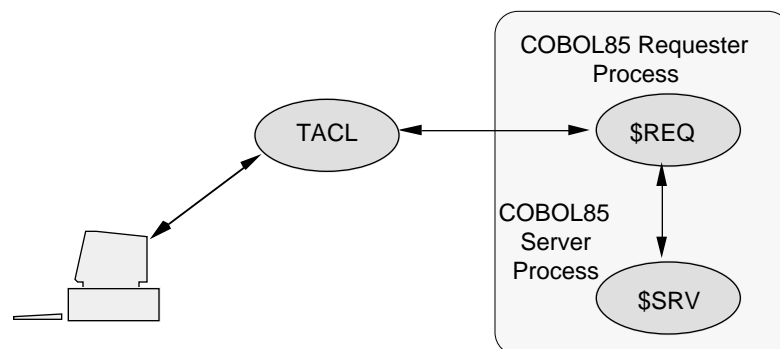 COBOL85 Requester
Process
TACL
$REQ
COBOL85
Server
Process
$SRV